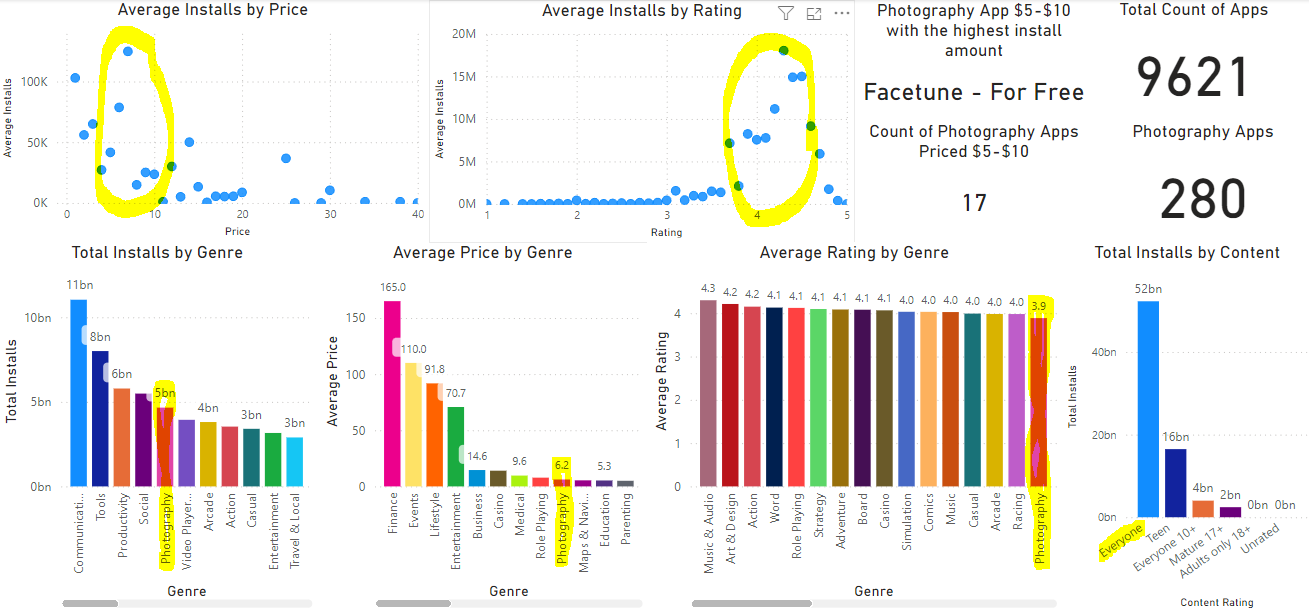 Average Installs by Price
100K
50K
0K
0
10
20
30
40
Average Installs
Price
Average Installs by Rating
20M
15M
10M
5M
0M
1
2
3
4
5
Average Installs
Rating
Photography App $5-$10
with the highest install
amount
Facetune - For Free
Count of Photography Apps
Priced $5-$10
17
Total Count of Apps
9621
Photography Apps
280
Total Installs by Genre
11bn
8bn
6bn
5bn
4bn
3bn
3bn
10bn
5bn
0bn
Total Installs
Communicati...
Tools
Productivity
Social
Photography
Video Player...
Arcade
Action
Casual
Entertainment
Travel & Local
Genre
Average Price by Genre
165.0
110.0
91.8
70.7
14.6
9.6
6.2
5.3
150
100
50
0
Average Price
Finance
Events
Lifestyle
Entertainment
Business
Casino
Medical
Role Playing
Photography
Maps & Navi...
Education
Parenting
Genre
Average Rating by Genre
4.3
4.2
4.2
4.1
4.1
4.1
4.1
4.1
4.1
4.0
4.0
4.0
4.0
4.0
4.0
3.9
4
3
2
1
0
Average Rating
Music & Audio
Art & Design
Action
Word
Role Playing
Strategy
Adventure
Board
Casino
Simulation
Comics
Music
Casual
Arcade
Racing
Photography
Genre
Total Installs by Content
52bn
16bn
4bn
2bn
0bn
0bn
40bn
20bn
0bn
Total Installs
Everyone
Teen
Everyone 10+
Mature 17+
Adults only 18+
Unrated
Content Rating